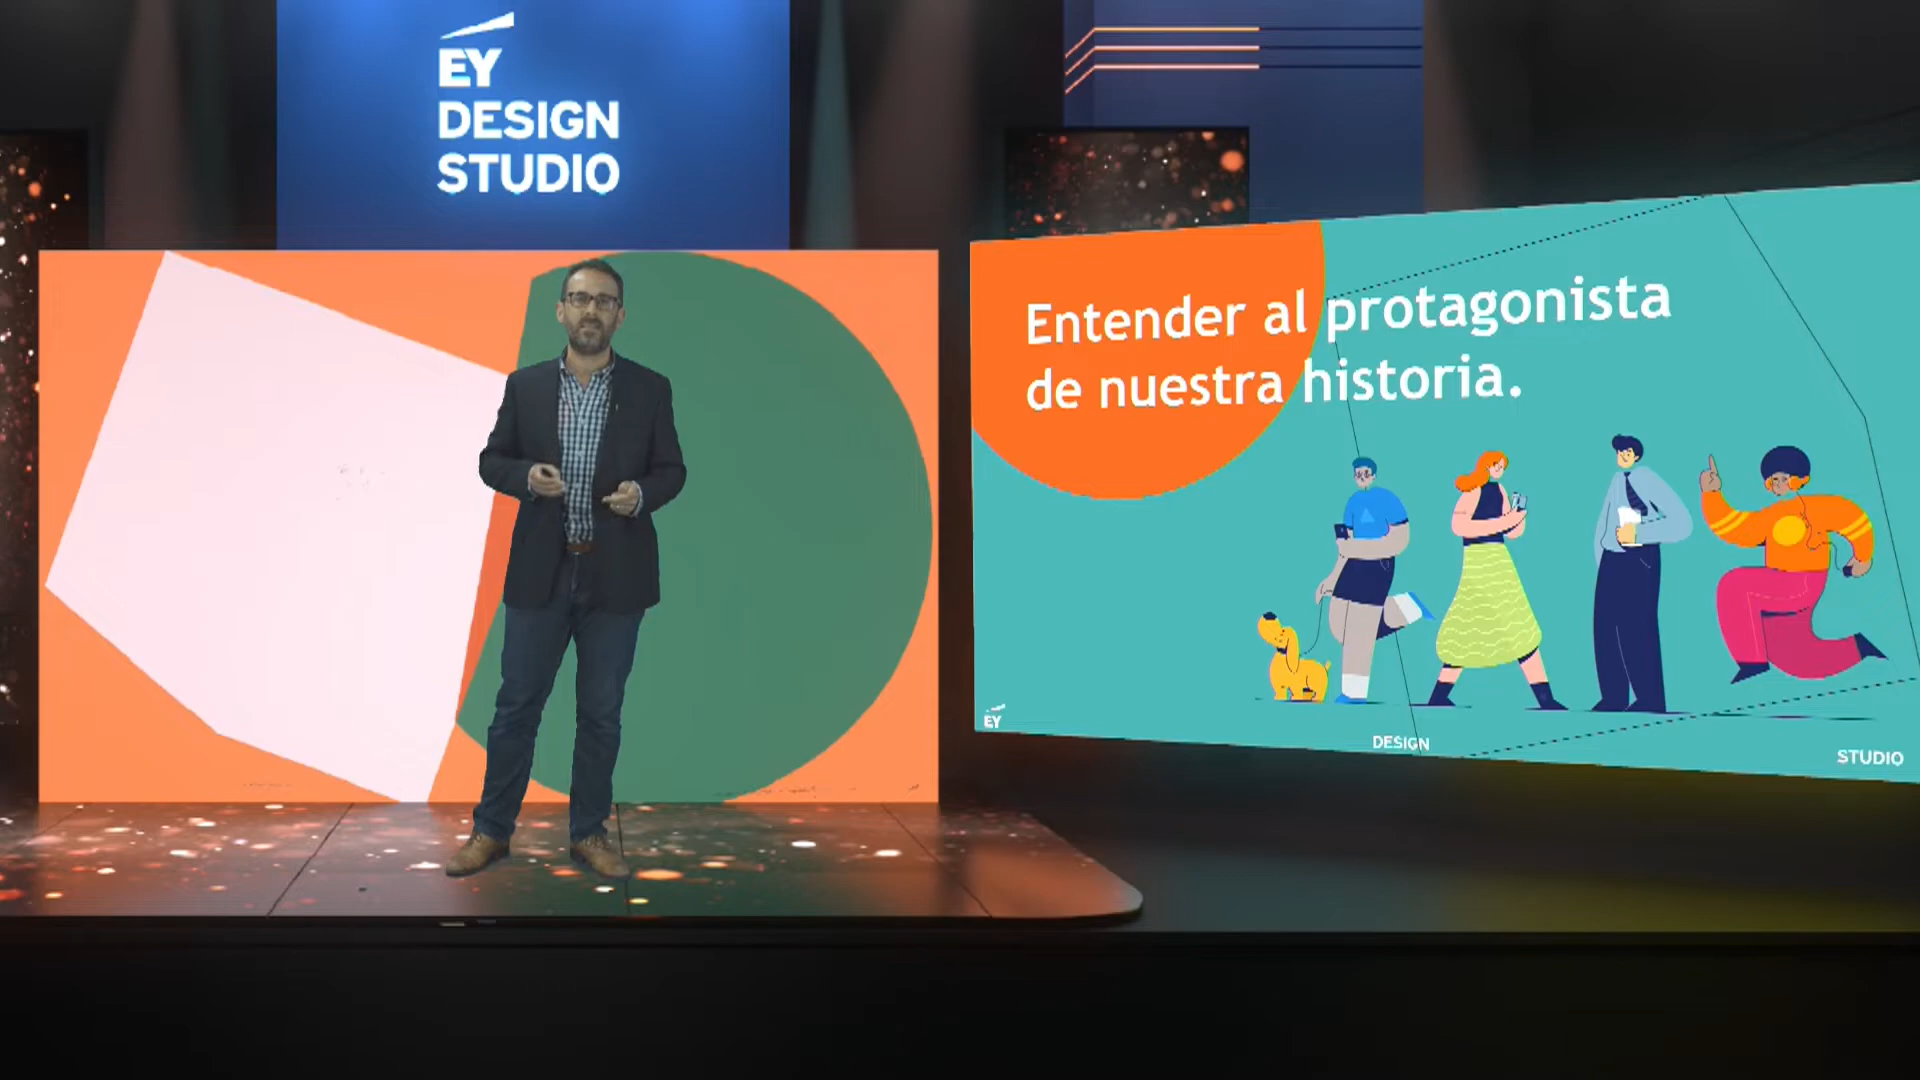 EY
DESIGN
STUDIO
Entender al protagonista
de nuestra historia.
EY
DESIGN
STUDIO